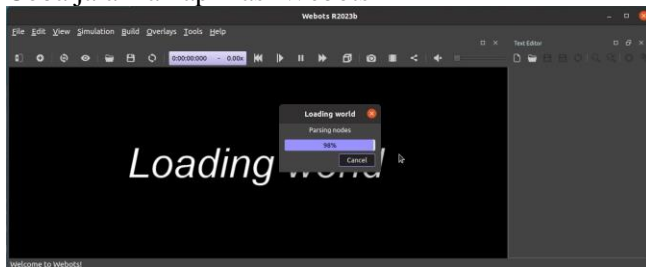 Webots R2023b
File Edit View Simulation Build Overlays Tools Help
Text Editor
0:00:00:000 - 0.00x
Loading world
Parsing nodes
98%
Cancel
Loading world
Welcome to Webots!